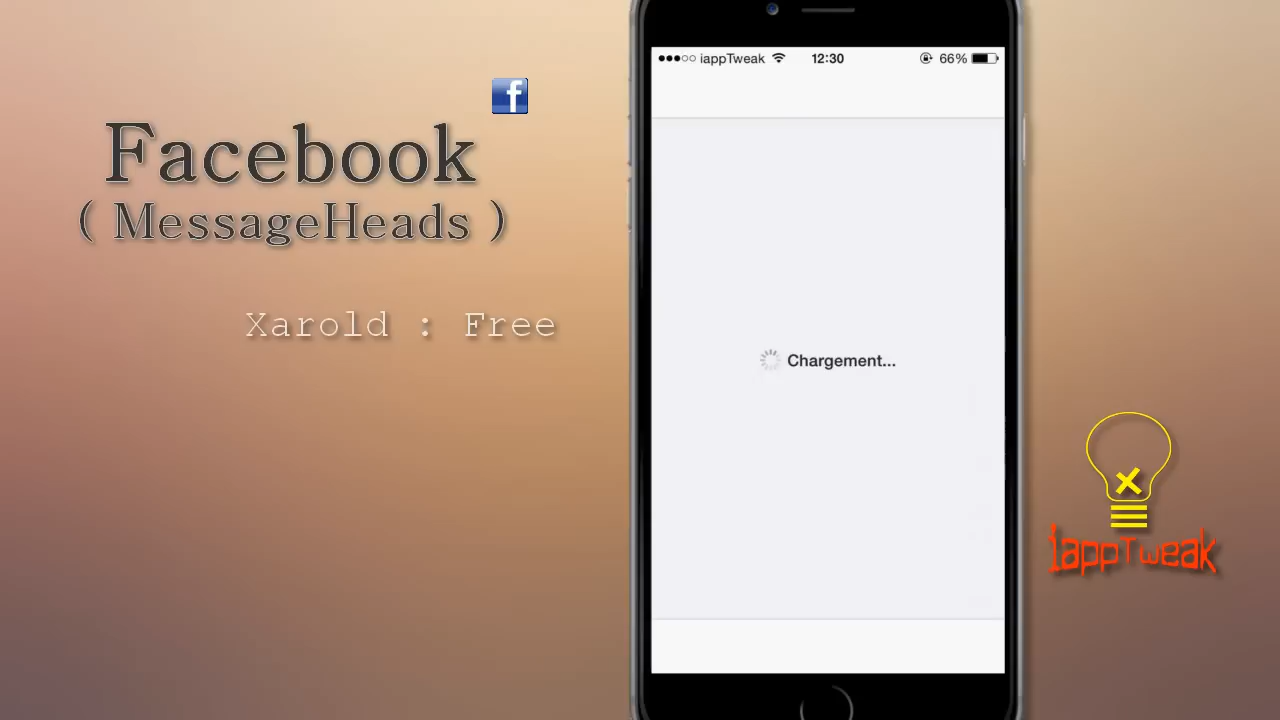 f
Facebook
( MessageHeads )
Xarold : Free
iappTweak 12:30 66%
Chargement...
iappTweak